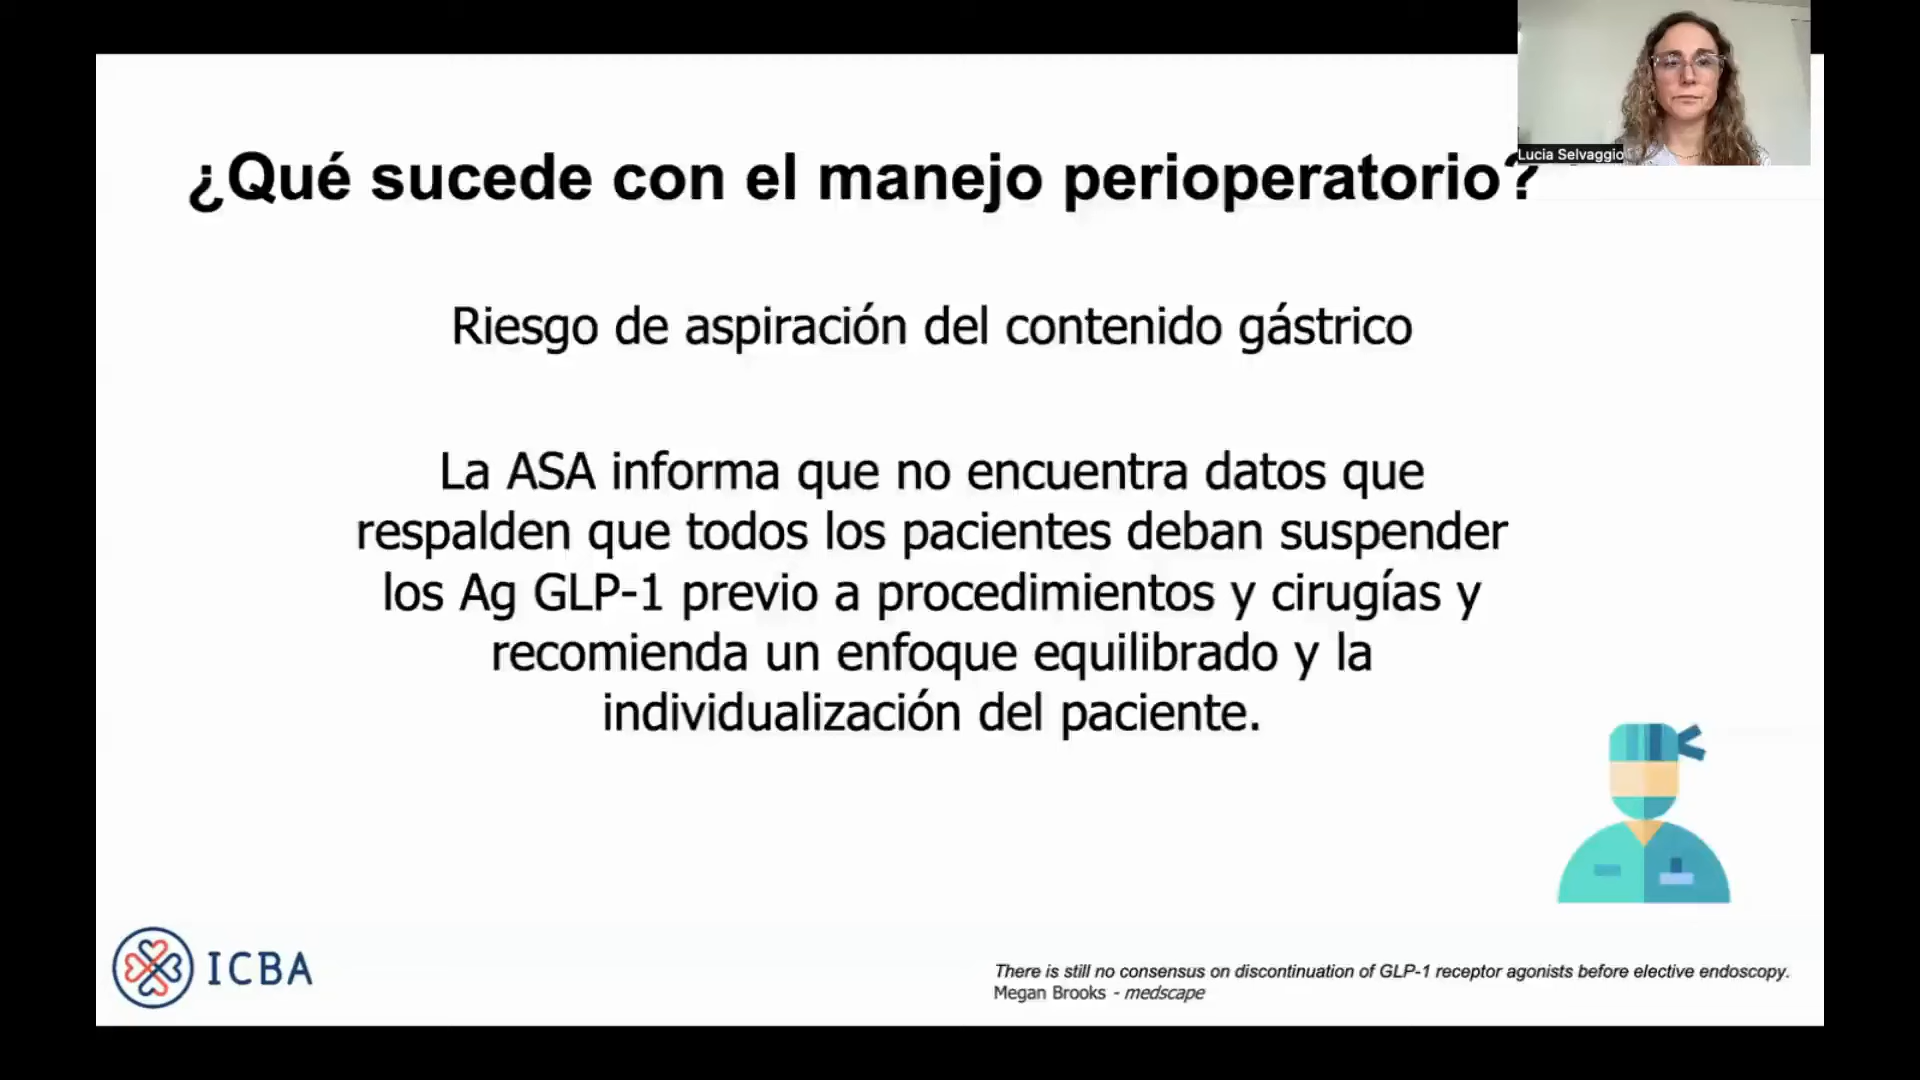 Lucia Selvaggio
¿Qué sucede con el manejo perioperatorio?
Riesgo de aspiración del contenido gástrico
La ASA informa que no encuentra datos que
respalden que todos los pacientes deban suspender
los Ag GLP-1 previo a procedimientos y cirugías y
recomienda un enfoque equilibrado y la
individualización del paciente.
ICBA
There is still no consensus on discontinuation of GLP-1 receptor agonists before elective endoscopy.
Megan Brooks - medscape